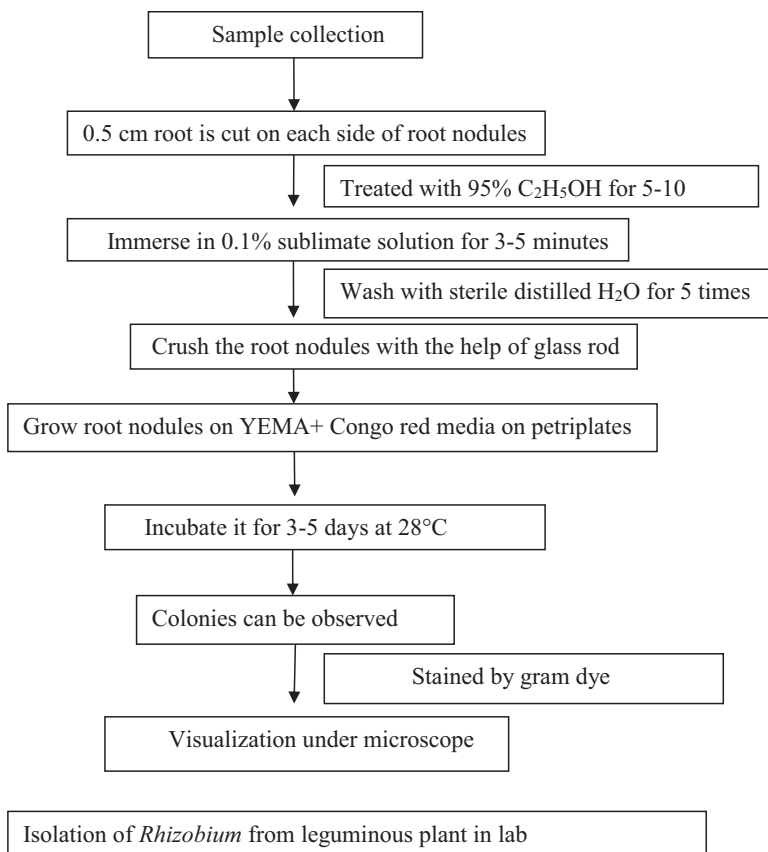 Sample collection
0.5 cm root is cut on each side of root nodules
Treated with 95% C₂H₅OH for 5-10
Immerse in 0.1% sublimate solution for 3-5 minutes
Wash with sterile distilled H₂O for 5 times
Crush the root nodules with the help of glass rod
Grow root nodules on YEMA+ Congo red media on petriplates
Incubate it for 3-5 days at 28°C
Colonies can be observed
Stained by gram dye
Visualization under microscope
Isolation of Rhizobium from leguminous plant in lab